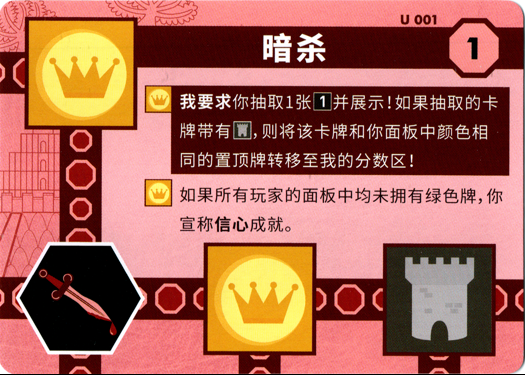 U 001
暗杀
1
我要求你抽取1张1并展示！如果抽取的卡
牌带有,则将该卡牌和你面板中颜色相
同的置顶牌转移至我的分数区！
如果所有玩家的面板中均未拥有绿色牌,你
宣称信心成就。